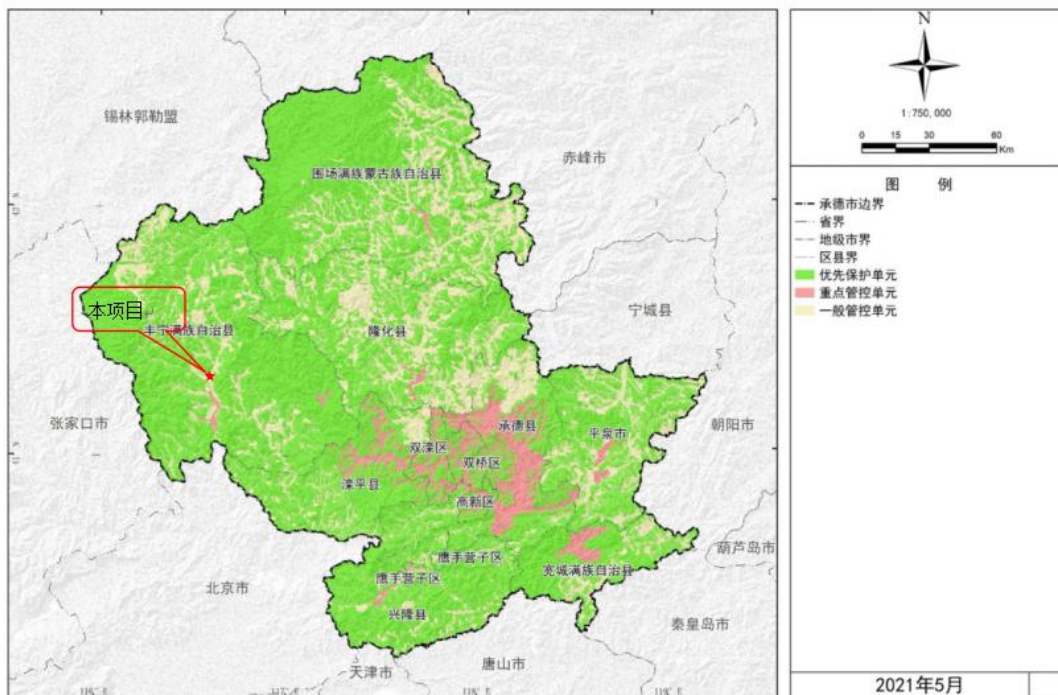 锡林郭勒盟
赤峰市
围场满族蒙古族自治县
宁城县
本项目
丰宁满族自治县
隆化县
张家口市
承德县
平泉市
朝阳市
双滦区
双桥区
滦平县
高新区
葫芦岛市
鹰手营子区
宽城满族自治县
鹰手营子区
北京市
兴隆县
秦皇岛市
唐山市
天津市
N
1:750,000
0 15 30 60
Km
图 例
承德市边界
省界
地级市界
区县界
优先保护单元
重点管控单元
一般管控单元
2021年5月